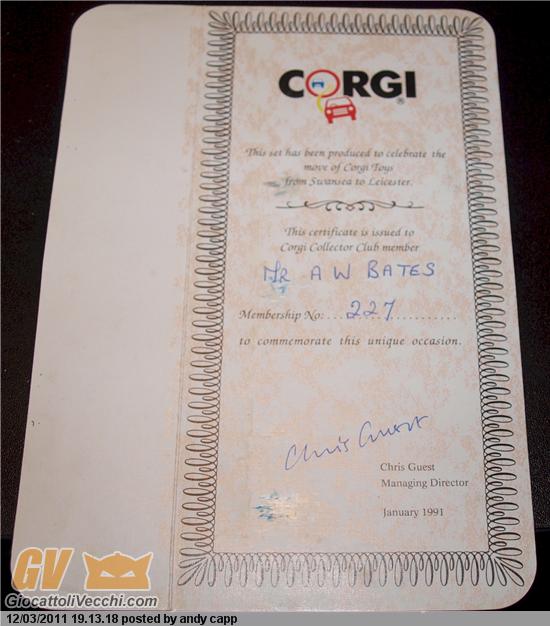 CORGI
®
This set has been produced to celebrate the
move of Corgi Toys
from Swansea to Leicester.
This certificate is issued to
Corgi Collector Club member
MR A W BATES
Membership No: ... 227 ...............
to commemorate this unique occasion.
Chris Guest
Chris Guest
Managing Director
January 1991
GV
GiocattoliVecchi.com
12/03/2011 19.13.18 posted by andy capp